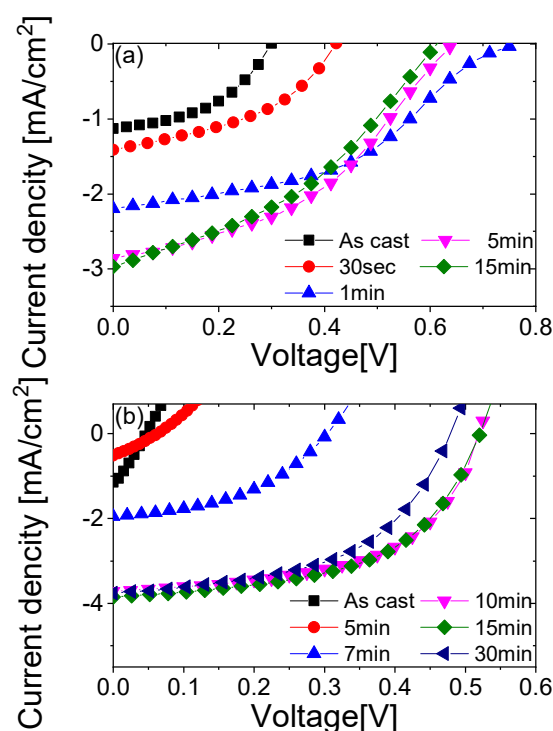 (a)
0
-1
-2
-3
Current dencity [mA/cm²]
As cast
5min
30sec
15min
1min
0.0 0.2 0.4 0.6 0.8
Voltage[V]
(b)
0
-2
-4
Current dencity [mA/cm²]
As cast
10min
5min
15min
7min
30min
0.0 0.1 0.2 0.3 0.4 0.5 0.6
Voltage[V]